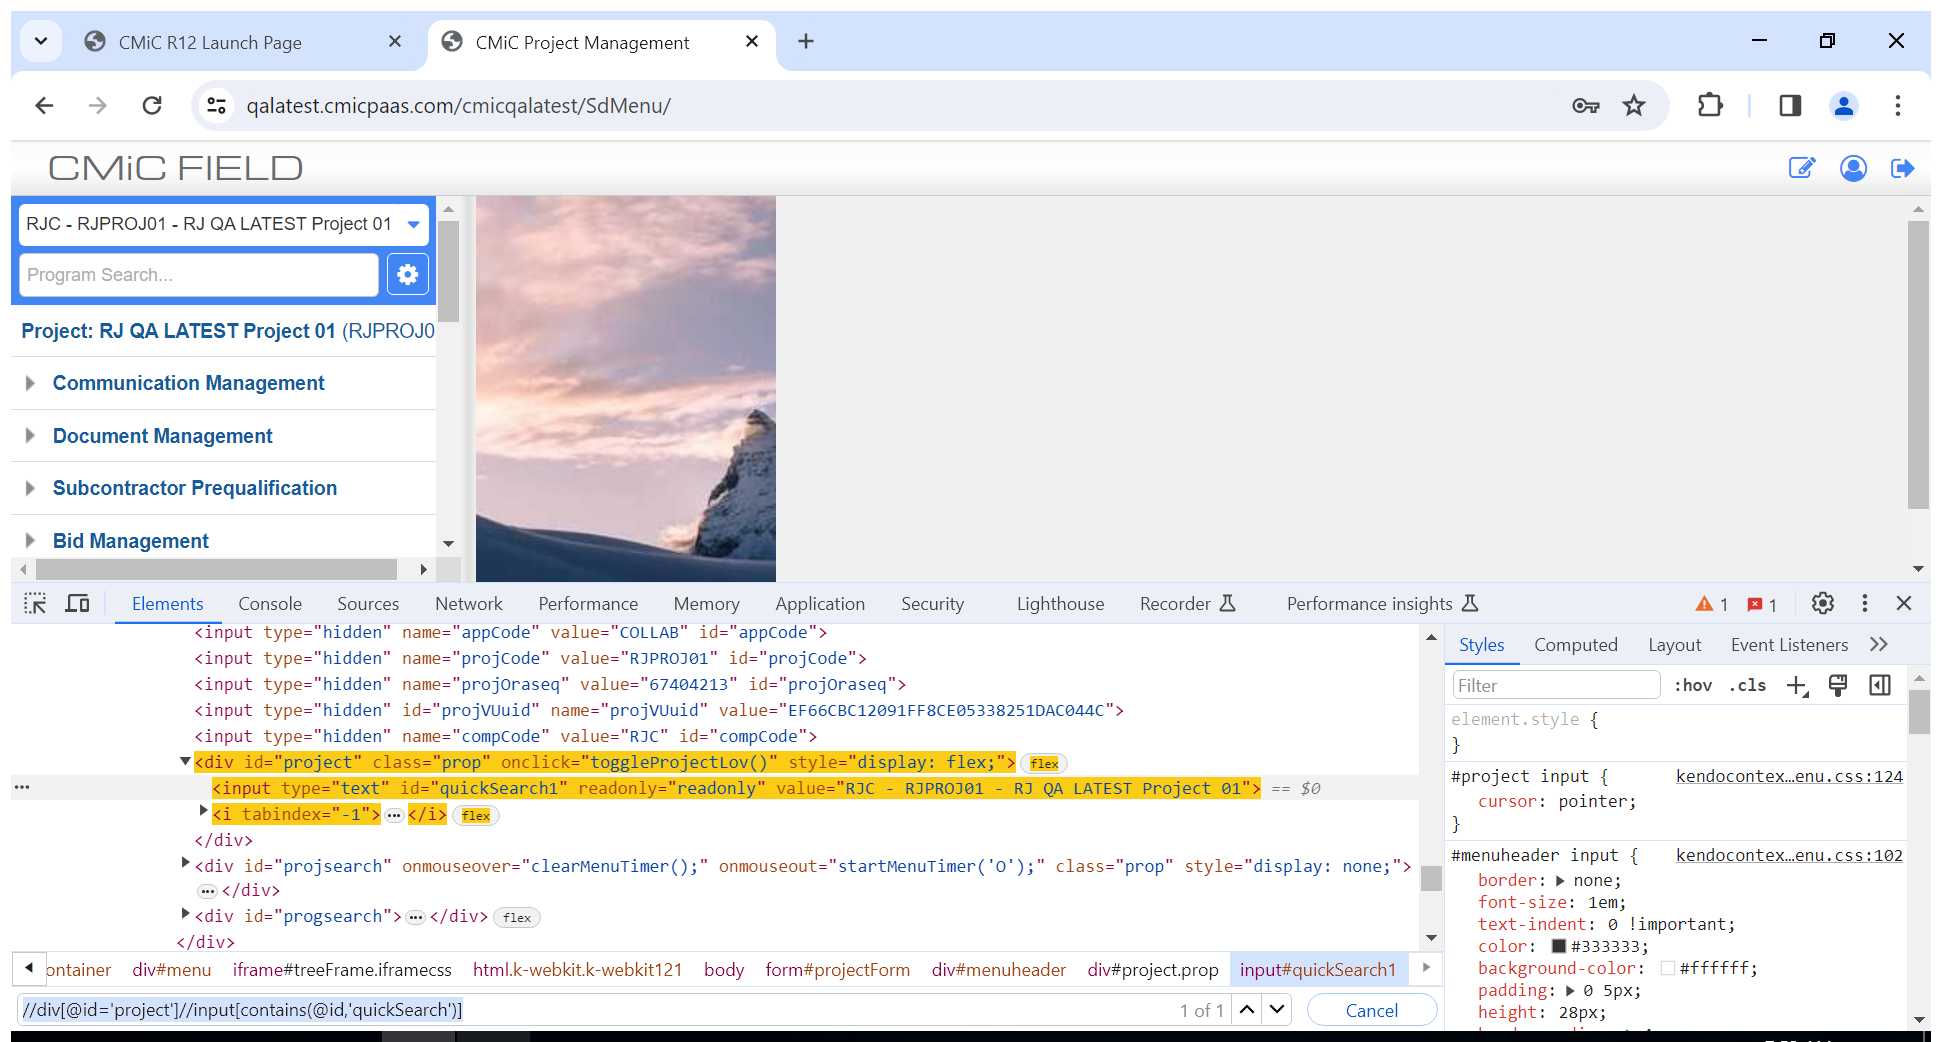 CMiC R12 Launch Page
CMiC Project Management
qalatest.cmicpaas.com/cmicqalatest/SdMenu/
CMiC FIELD
RJC - RJPROJ01 - RJ QA LATEST Project 01
Program Search...
Project: RJ QA LATEST Project 01 (RJPROJ0
Communication Management
Document Management
Subcontractor Prequalification
Bid Management
Elements Console Sources Network Performance Memory Application Security Lighthouse Recorder Performance insights 1 1
<input type="hidden" name="appCode" value="COLLAB" id="appCode">
<input type="hidden" name="projCode" value="RJPROJ01" id="projCode">
<input type="hidden" name="projOraseq" value="67404213" id="projOraseq">
<input type="hidden" id="projVUuid" name="projVUuid" value="EF66CBC12091FF8CE05338251DAC044C">
<input type="hidden" name="compCode" value="RJC" id="compCode">
<div id="project" class="prop" onclick="toggleProjectLov()" style="display: flex;"> flex
<input type="text" id="quickSearch1" readonly="readonly" value="RJC - RJPROJ01 - RJ QA LATEST Project 01"> == $0
<i tabindex="-1"> … </i> flex
</div>
<div id="projsearch" onmouseover="clearMenuTimer();" onmouseout="startMenuTimer('O');" class="prop" style="display: none;">
… </div>
<div id="progsearch"> … </div> flex
</div>
ontainer div#menu iframe#treeFrame.iframecss html.k-webkit.k-webkit121 body form#projectForm div#menuheader div#project.prop input#quickSearch1
//div[@id='project']//input[contains(@id,'quickSearch')]
1 of 1
Cancel
Styles Computed Layout Event Listeners
Filter
:hov .cls
element.style {
}
#project input { kendocontex…enu.css:124
cursor: pointer;
}
#menuheader input { kendocontex…enu.css:102
border: none;
font-size: 1em;
text-indent: 0 !important;
color: #333333;
background-color: #ffffff;
padding: 0 5px;
height: 28px;